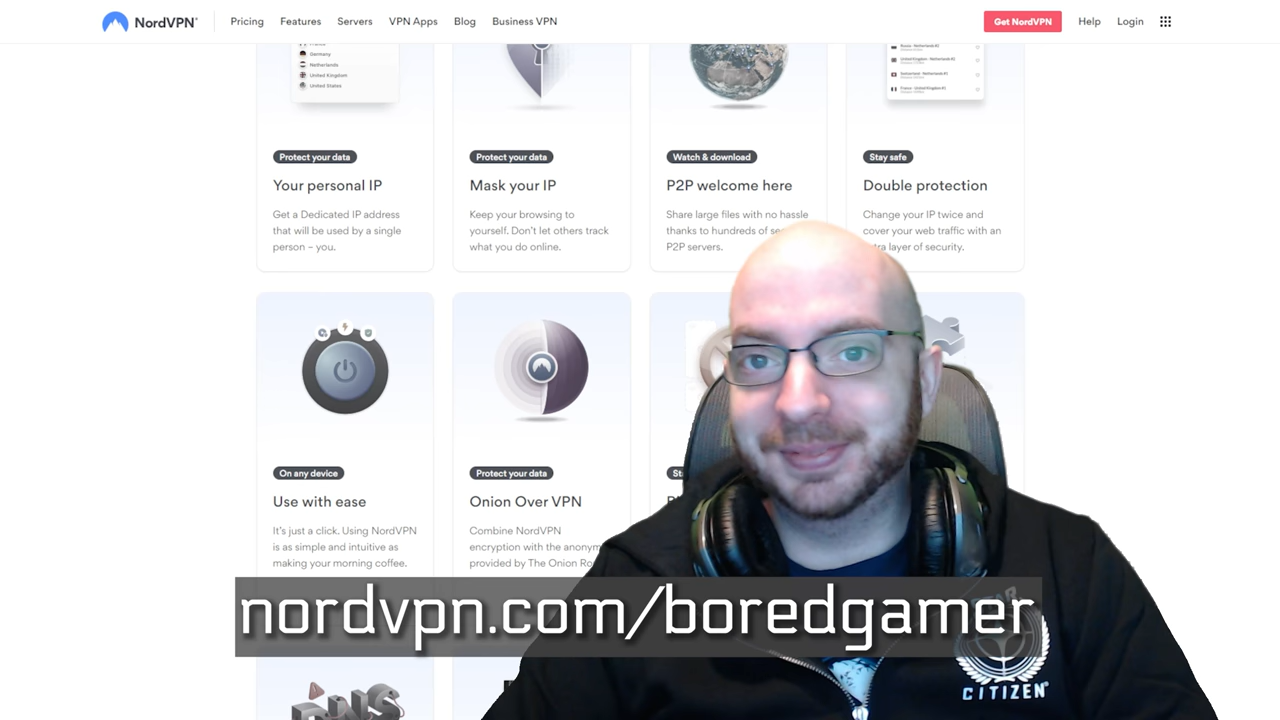 NordVPN®
Pricing
Features
Servers
VPN Apps
Blog
Business VPN
Get NordVPN
Help
Login
Germany
Netherlands
United Kingdom
United States
Protect your data
Your personal IP
Get a Dedicated IP address
that will be used by a single
person – you.
Protect your data
Mask your IP
Keep your browsing to
yourself. Don't let others track
what you do online.
Watch & download
P2P welcome here
Share large files with no hassle
thanks to hundreds of
P2P servers.
Stay safe
Double protection
Change your IP twice and
cover your web traffic with an
layer of security.
On any device
Use with ease
It's just a click. Using NordVPN
is as simple and intuitive as
making your morning coffee.
Protect your data
Onion Over VPN
Combine NordVPN
encryption with the
provided by The Onion
nordvpn.com/boredgamer
STAR
CITIZEN®
DNS